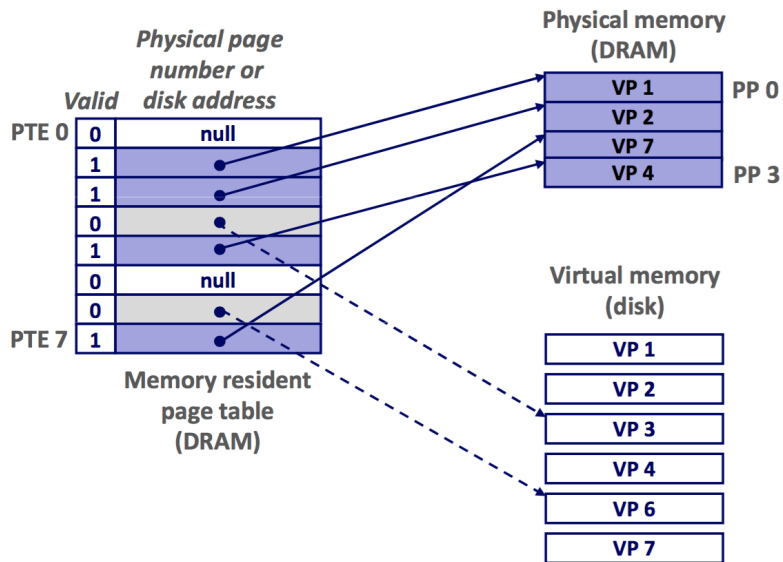 Physical page
number or
disk address
Valid
PTE 0
0
null
1
1
0
1
0
null
0
PTE 7
1
Memory resident
page table
(DRAM)
Physical memory
(DRAM)
VP 1
PP 0
VP 2
VP 7
VP 4
PP 3
Virtual memory
(disk)
VP 1
VP 2
VP 3
VP 4
VP 6
VP 7